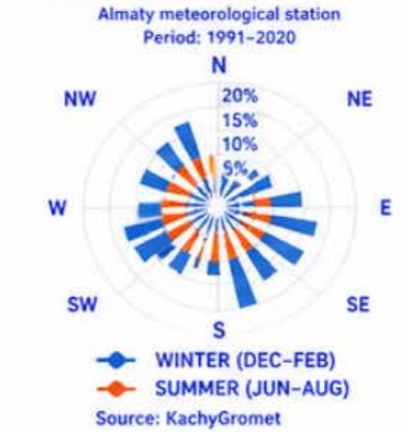 Almaty meteorological station
Period: 1991–2020
N
NW
NE
20%
15%
10%
5%
W
E
SW
SE
S
WINTER (DEC–FEB)
SUMMER (JUN–AUG)
Source: KachyGromet